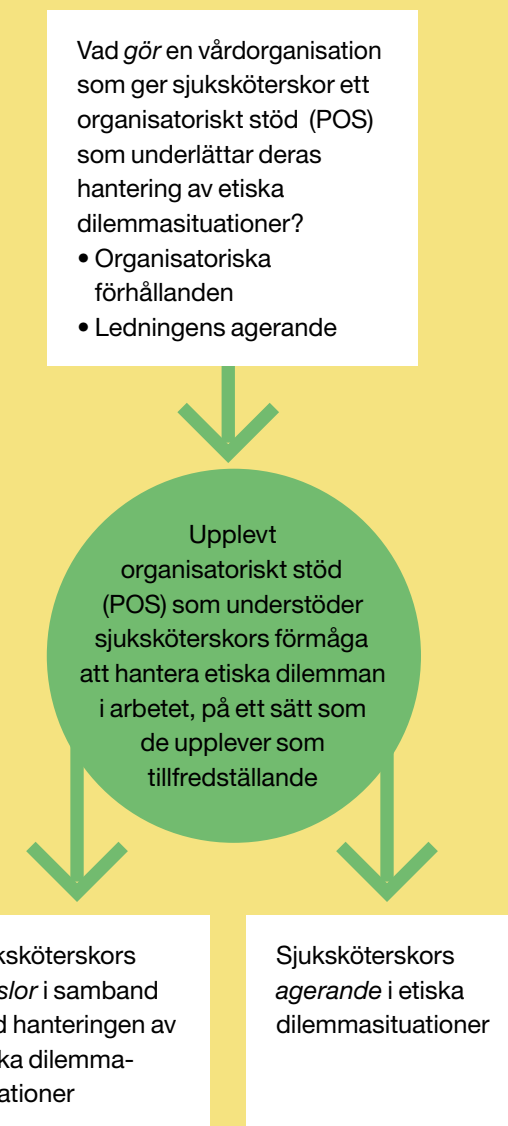 Vad gör en vårdorganisation
som ger sjuksköterskor ett
organisatoriskt stöd (POS)
som underlättar deras
hantering av etiska
dilemmasituationer?
• Organisatoriska
förhållanden
• Ledningens agerande
Upplevt
organisatoriskt stöd
(POS) som understöder
sjuksköterskors förmåga
att hantera etiska dilemman
i arbetet, på ett sätt som
de upplever som
tillfredställande
i samband
hanteringen av
dilemma-
Sjuksköterskors
agerande i etiska
dilemmasituationer